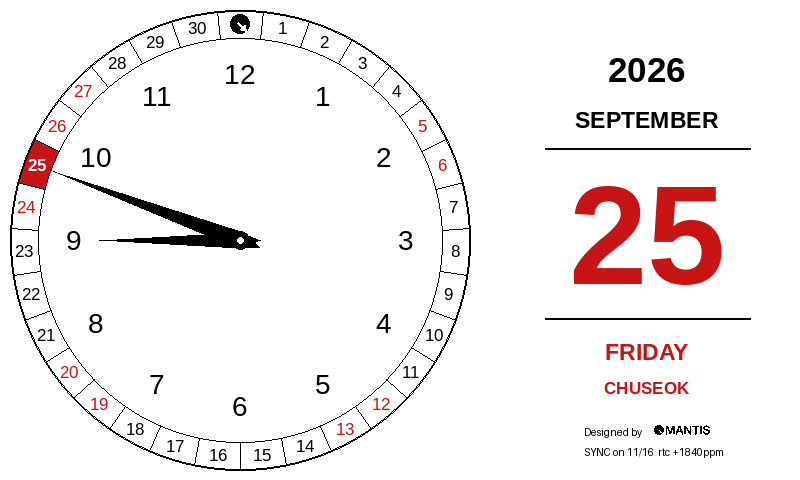 30 1 2 3 4 5 6 7 8 9 10 11 12 13 14 15 16 17 18 19 20 21 22 23 24 25 26 27 28 29
12 1 2 3 4 5 6 7 8 9 10 11
2026
SEPTEMBER
25
FRIDAY
CHUSEOK
Designed by MANTIS
SYNC on 11/16 rtc +1840ppm